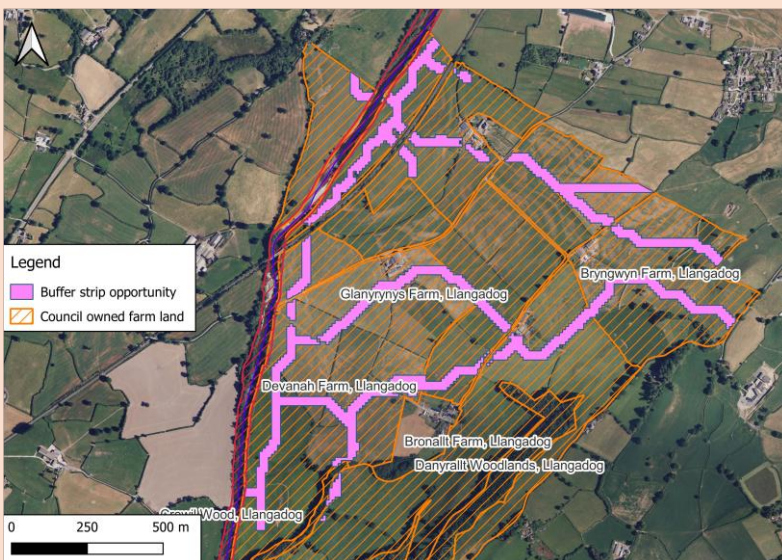 Legend
Buffer strip opportunity
Council owned farm land
Bryngwyn Farm, Llangadog
Glanyrynys Farm, Llangadog
Devanah Farm, Llangadog
Bronallt Farm, Llangadog
Danyrallt Woodlands, Llangadog
Wood, Llangadog
0 250 500 m